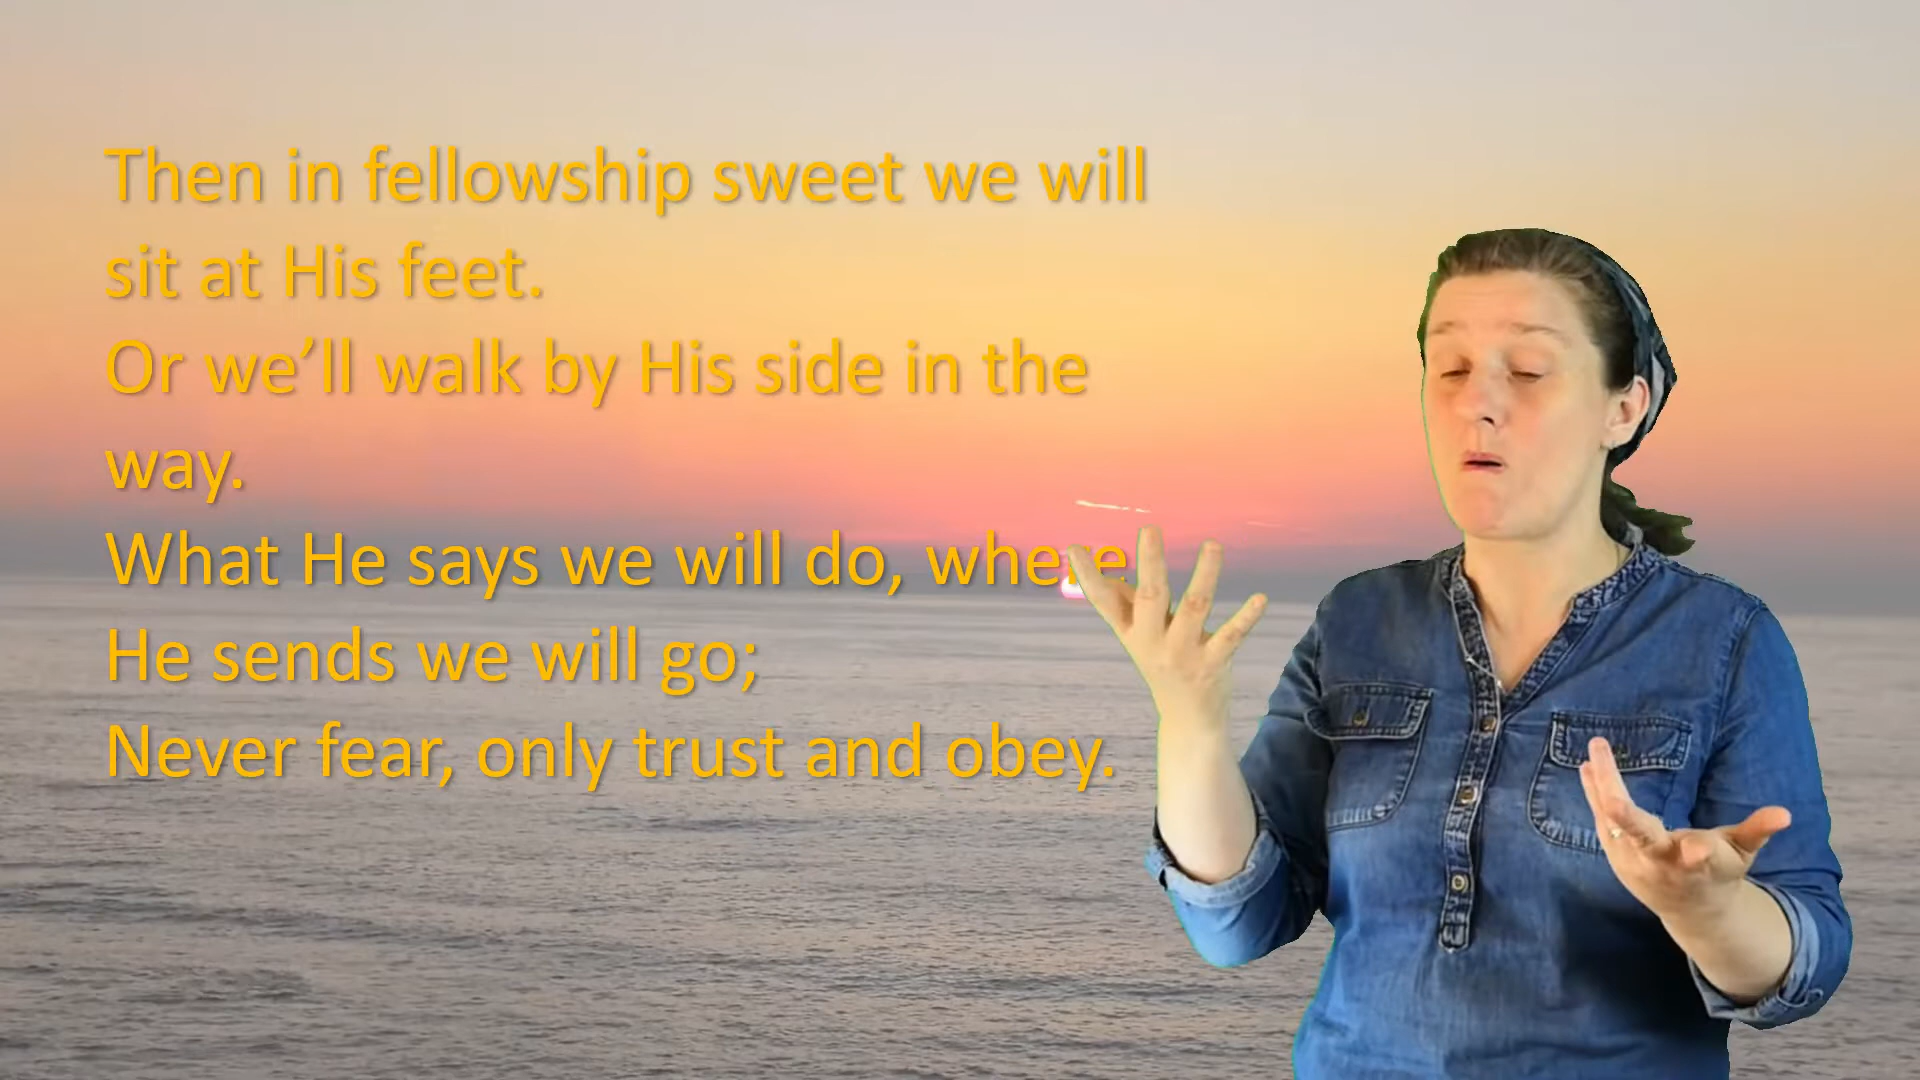 Then in fellowship sweet we will
sit at His feet.
Or we’ll walk by His side in the
way.
What He says we will do, where
He sends we will go;
Never fear, only trust and obey.